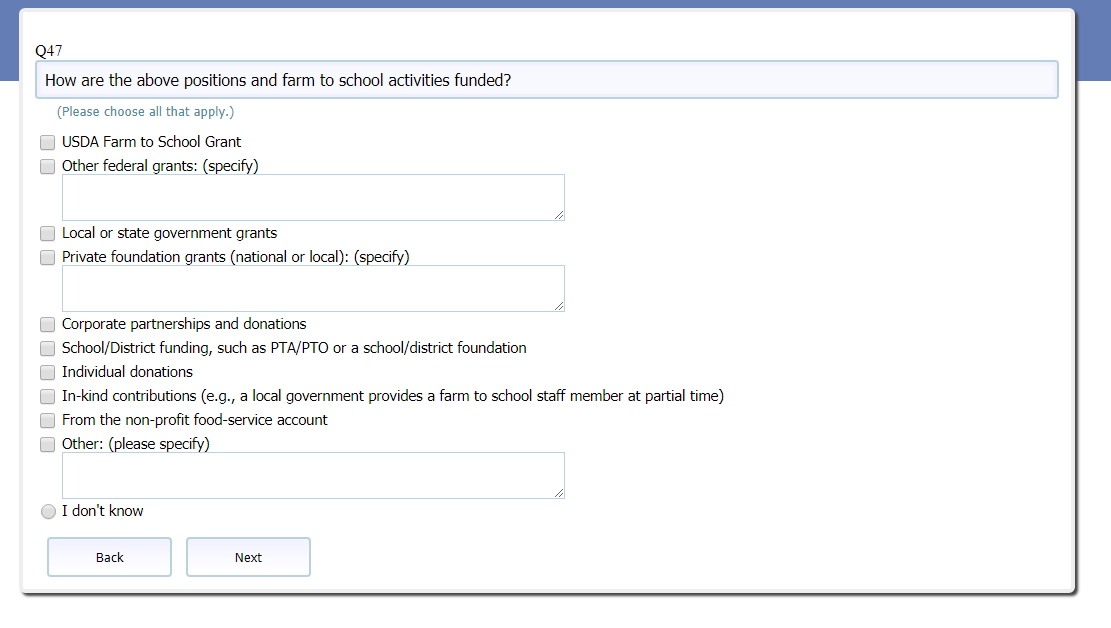 Q47
How are the above positions and farm to school activities funded?
(Please choose all that apply.)
USDA Farm to School Grant
Other federal grants: (specify)
Local or state government grants
Private foundation grants (national or local): (specify)
Corporate partnerships and donations
School/District funding, such as PTA/PTO or a school/district foundation
Individual donations
In-kind contributions (e.g., a local government provides a farm to school staff member at partial time)
From the non-profit food-service account
Other: (please specify)
I don't know
Back
Next